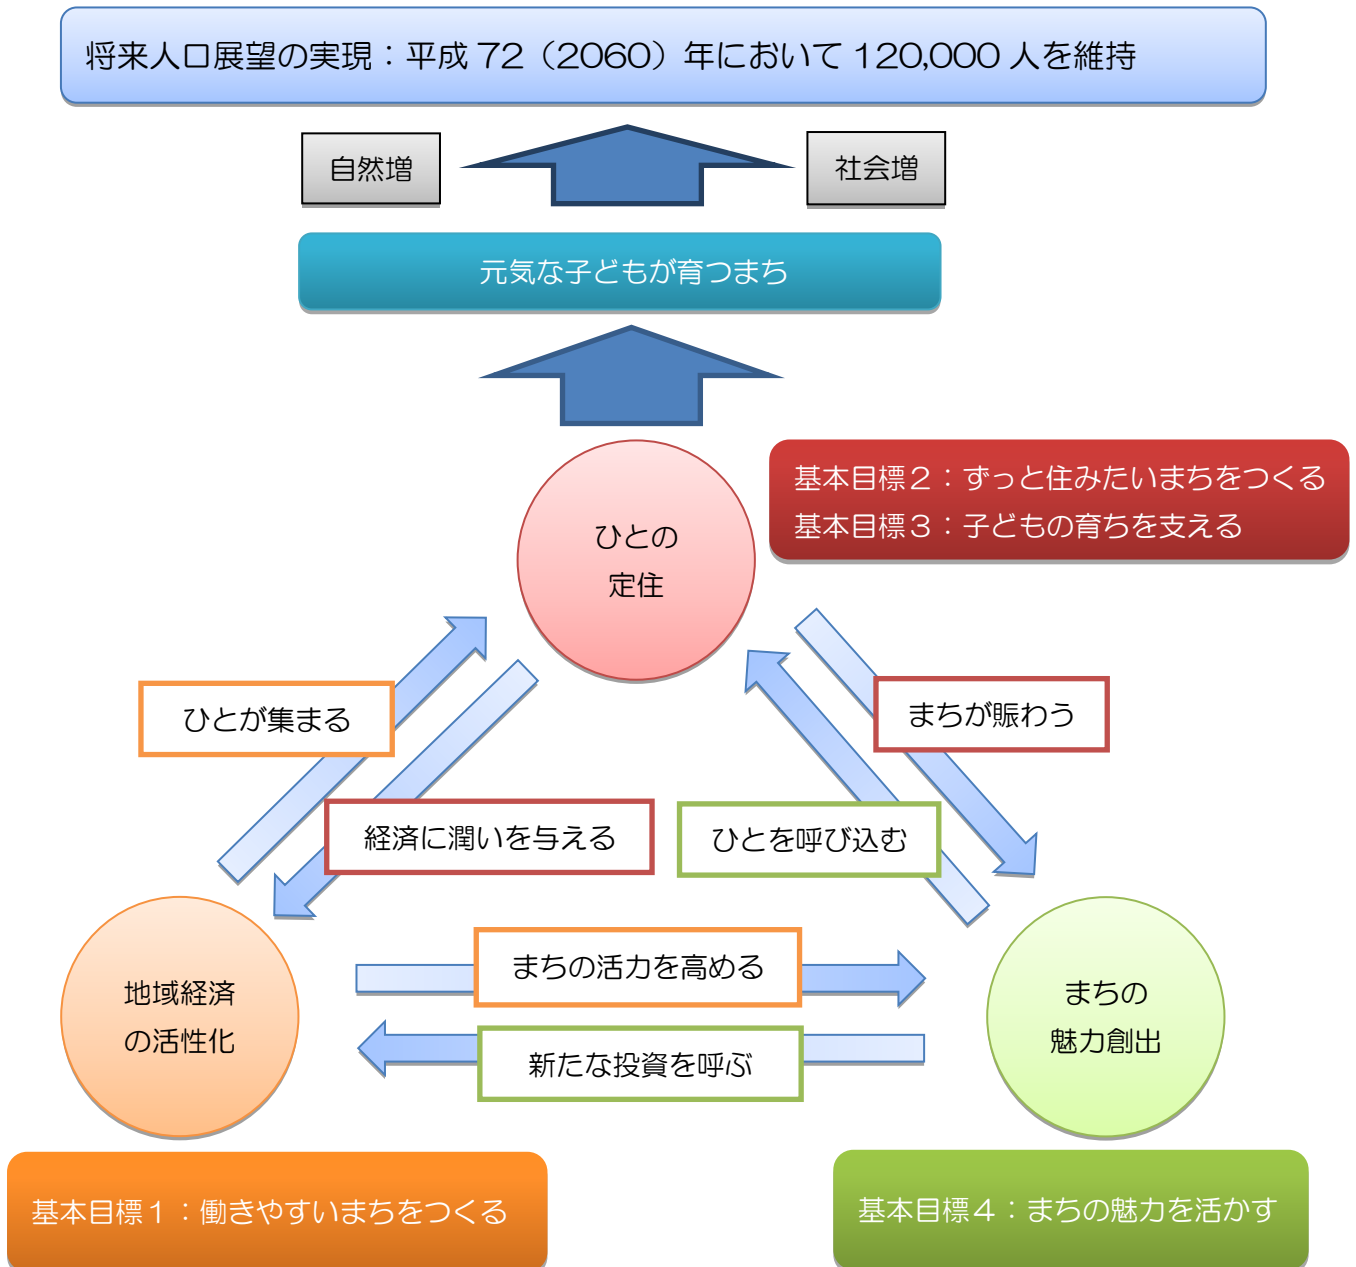 将来人口展望の実現：平成 72（2060）年において 120,000 人を維持
自然増
社会増
元気な子どもが育つまち
基本目標２：ずっと住みたいまちをつくる
基本目標３：子どもの育ちを支える
ひとの
定住
ひとが集まる
まちが賑わう
経済に潤いを与える
ひとを呼び込む
まちの活力を高める
地域経済
の活性化
まちの
魅力創出
新たな投資を呼ぶ
基本目標１：働きやすいまちをつくる
基本目標４：まちの魅力を活かす